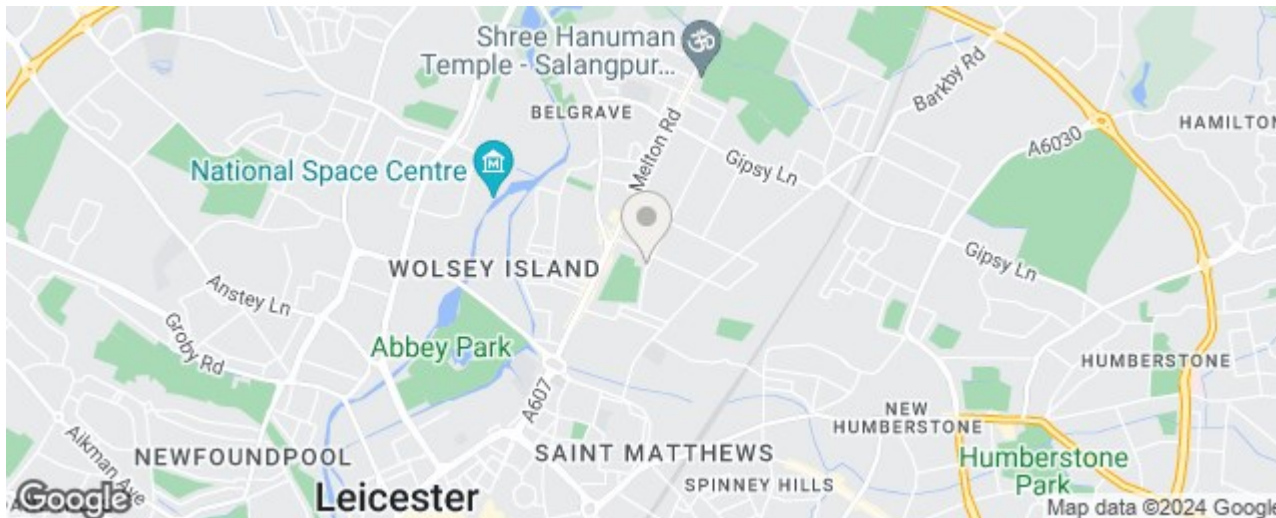 Shree Hanuman
Temple - Salangpur...
Barkby Rd
BELGRAVE
HAMILTON
A6030
Melton Rd
Gipsy Ln
National Space Centre
M
Gipsy Ln
WOLSEY ISLAND
Anstey Ln
Groby Rd
Abbey Park
HUMBERSTONE
A607
NEW
HUMBERSTONE
Aikman Ave
NEWFOUNDPOOL
SAINT MATTHEWS
Humberstone
Park
SPINNEY HILLS
Leicester
Google
Map data ©2024 Google